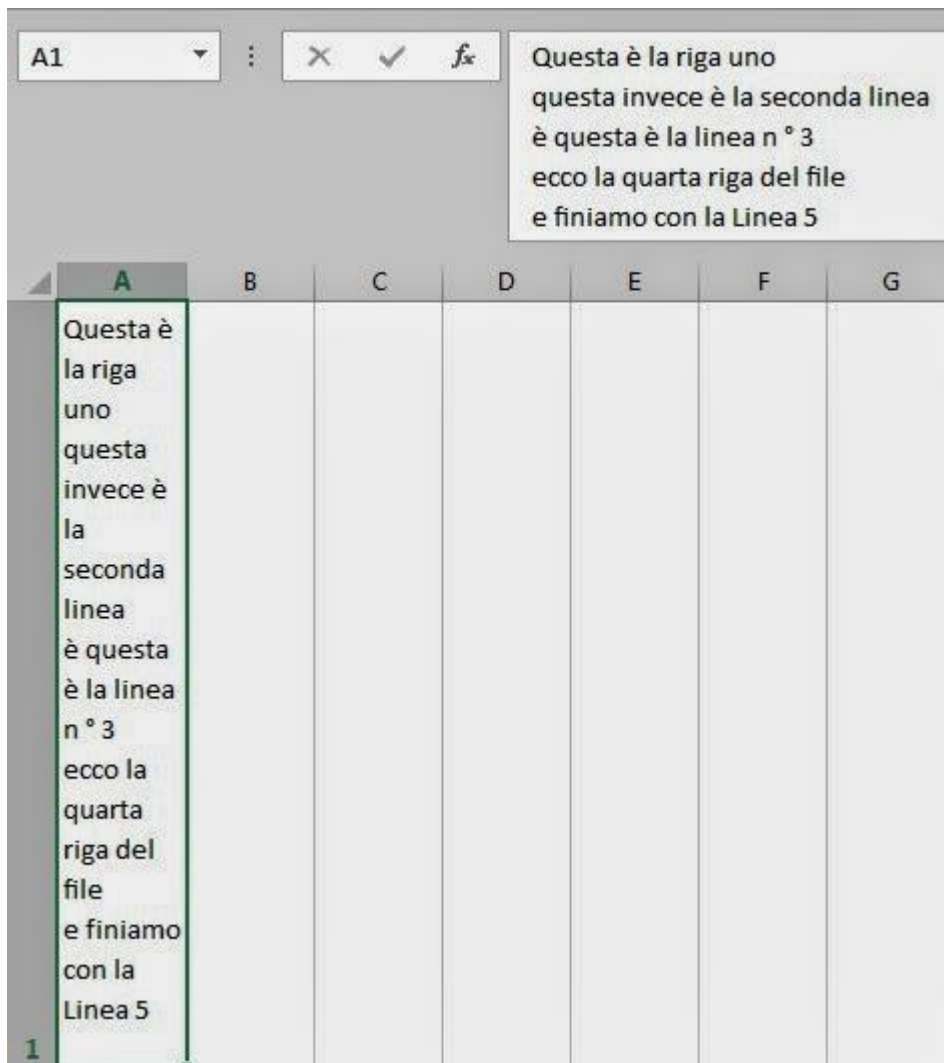 A1
fx
Questa è la riga uno
questa invece è la seconda linea
è questa è la linea n ° 3
ecco la quarta riga del file
e finiamo con la Linea 5
A B C D E F G
Questa è
la riga
uno
questa
invece è
la
seconda
linea
è questa
è la linea
n ° 3
ecco la
quarta
riga del
file
e finiamo
con la
Linea 5
1